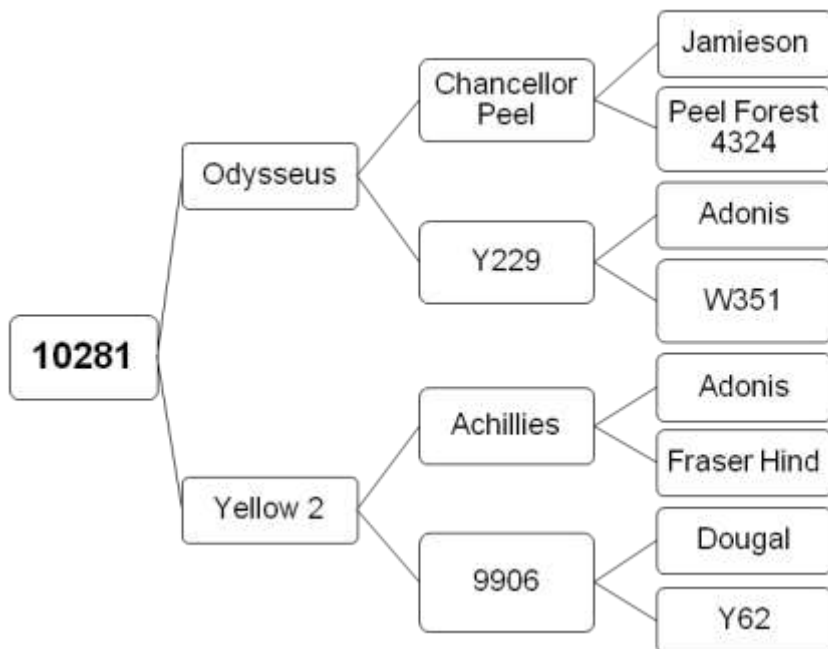 Jamieson
Chancellor
Peel
Peel Forest
4324
Odysseus
Adonis
Y229
W351
10281
Adonis
Achillies
Fraser Hind
Yellow 2
Dougal
9906
Y62